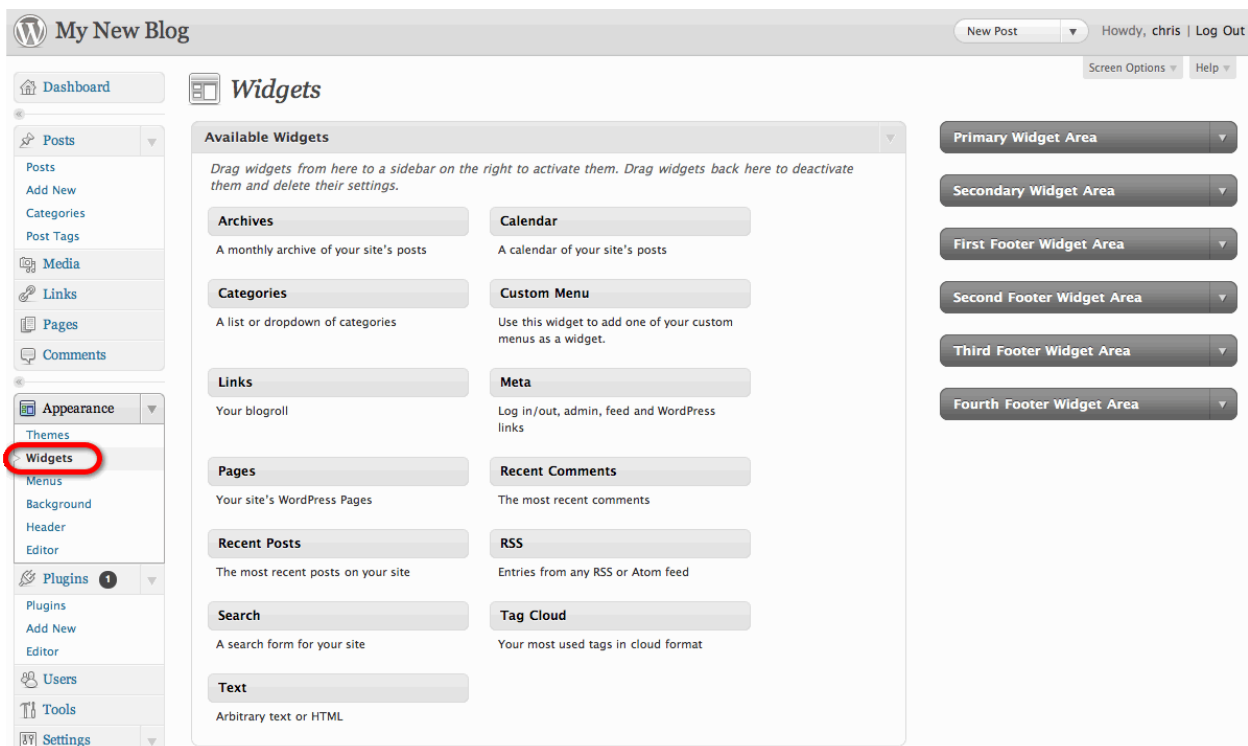 My New Blog
New Post
Howdy, chris | Log Out
Screen Options
Help
Dashboard
Posts
Posts
Add New
Categories
Post Tags
Media
Links
Pages
Comments
Appearance
Themes
Widgets
Menus
Background
Header
Editor
Plugins 1
Plugins
Add New
Editor
Users
Tools
Settings
Widgets
Available Widgets
Drag widgets from here to a sidebar on the right to activate them. Drag widgets back here to deactivate
them and delete their settings.
Archives
A monthly archive of your site's posts
Calendar
A calendar of your site's posts
Categories
A list or dropdown of categories
Custom Menu
Use this widget to add one of your custom
menus as a widget.
Links
Your blogroll
Meta
Log in/out, admin, feed and WordPress
links
Pages
Your site's WordPress Pages
Recent Comments
The most recent comments
Recent Posts
The most recent posts on your site
RSS
Entries from any RSS or Atom feed
Search
A search form for your site
Tag Cloud
Your most used tags in cloud format
Text
Arbitrary text or HTML
Primary Widget Area
Secondary Widget Area
First Footer Widget Area
Second Footer Widget Area
Third Footer Widget Area
Fourth Footer Widget Area